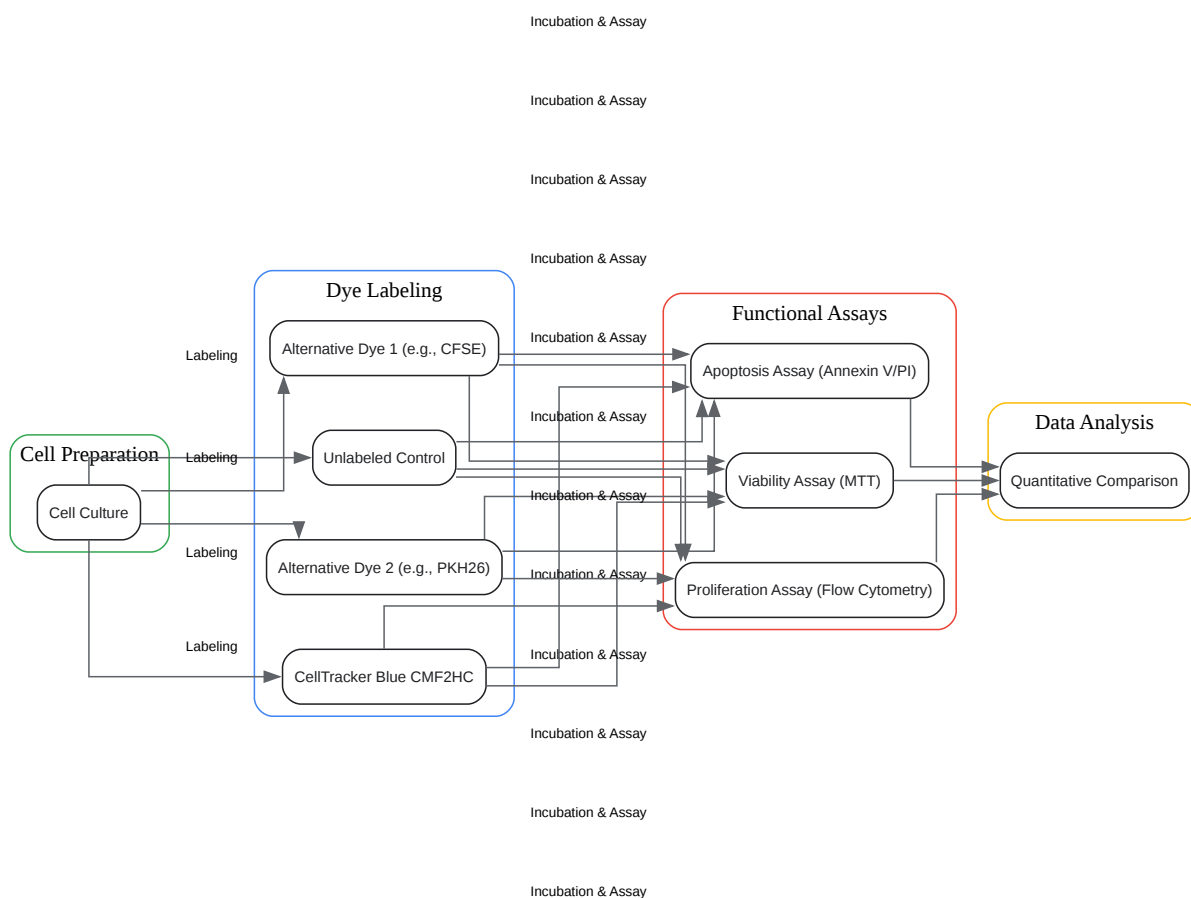 Incubation & Assay
Incubation & Assay
Incubation & Assay
Incubation & Assay
Dye Labeling
Functional Assays
Incubation & Assay
Alternative Dye 1 (e.g., CFSE)
Labeling
Apoptosis Assay (Annexin V/PI)
Incubation & Assay
Data Analysis
Cell Preparation
Labeling
Unlabeled Control
Viability Assay (MTT)
Quantitative Comparison
Incubation & Assay
Cell Culture
Labeling
Alternative Dye 2 (e.g., PKH26)
Incubation & Assay
Proliferation Assay (Flow Cytometry)
Labeling
Incubation & Assay
CellTracker Blue CMF2HC
Incubation & Assay
Incubation & Assay
Incubation & Assay